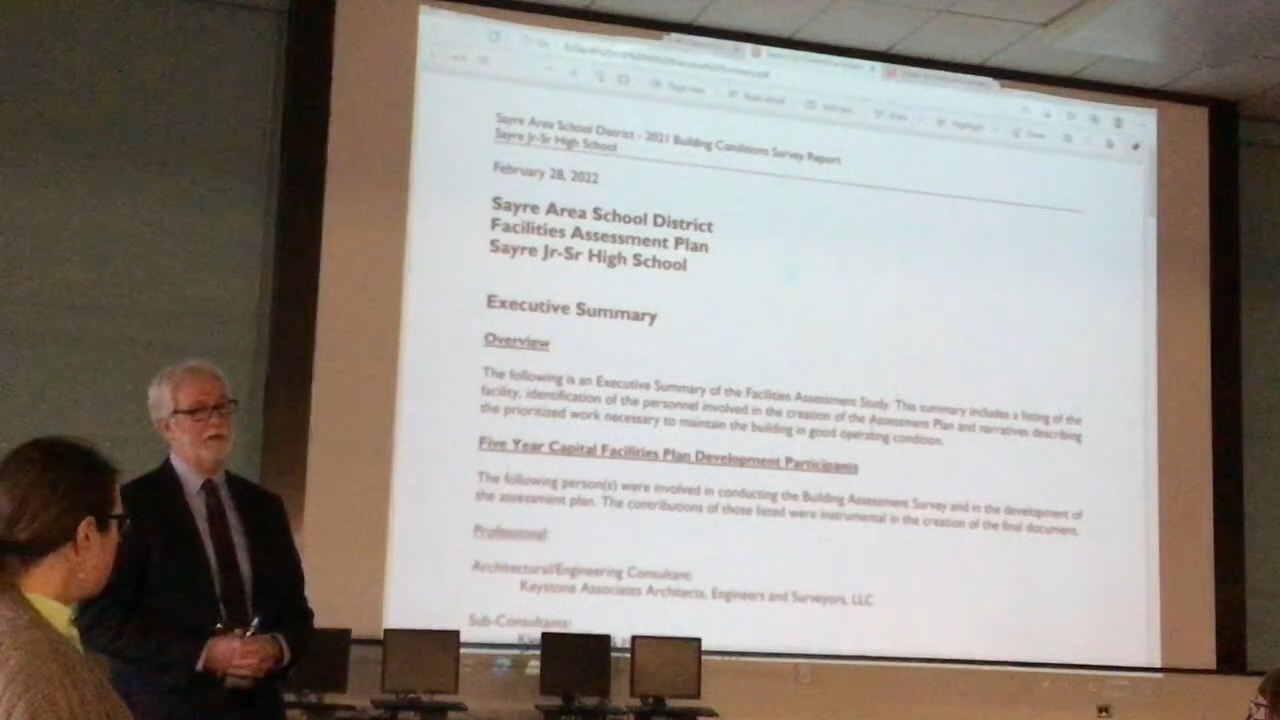 Sayre Area School District - 2021 Building Conditions Survey Report
Sayre Jr-Sr High School
February 28, 2022
Sayre Area School District
Facilities Assessment Plan
Sayre Jr-Sr High School
Executive Summary
Overview
The following is an Executive Summary of the Facilities Assessment Study. This summary includes a listing of the
facility, identification of the personnel involved in the creation of the Assessment Plan and narratives describing
the prioritized work necessary to maintain the building in good operating condition.
Five Year Capital Facilities Plan Development Participants
The following person(s) were involved in conducting the Building Assessment Survey and in the development of
the assessment plan. The contributions of those listed were instrumental in the creation of the final document.
Professional
Architectural/Engineering Consultant:
Keystone Associates Architects, Engineers and Surveyors, LLC
Sub-Consultants: